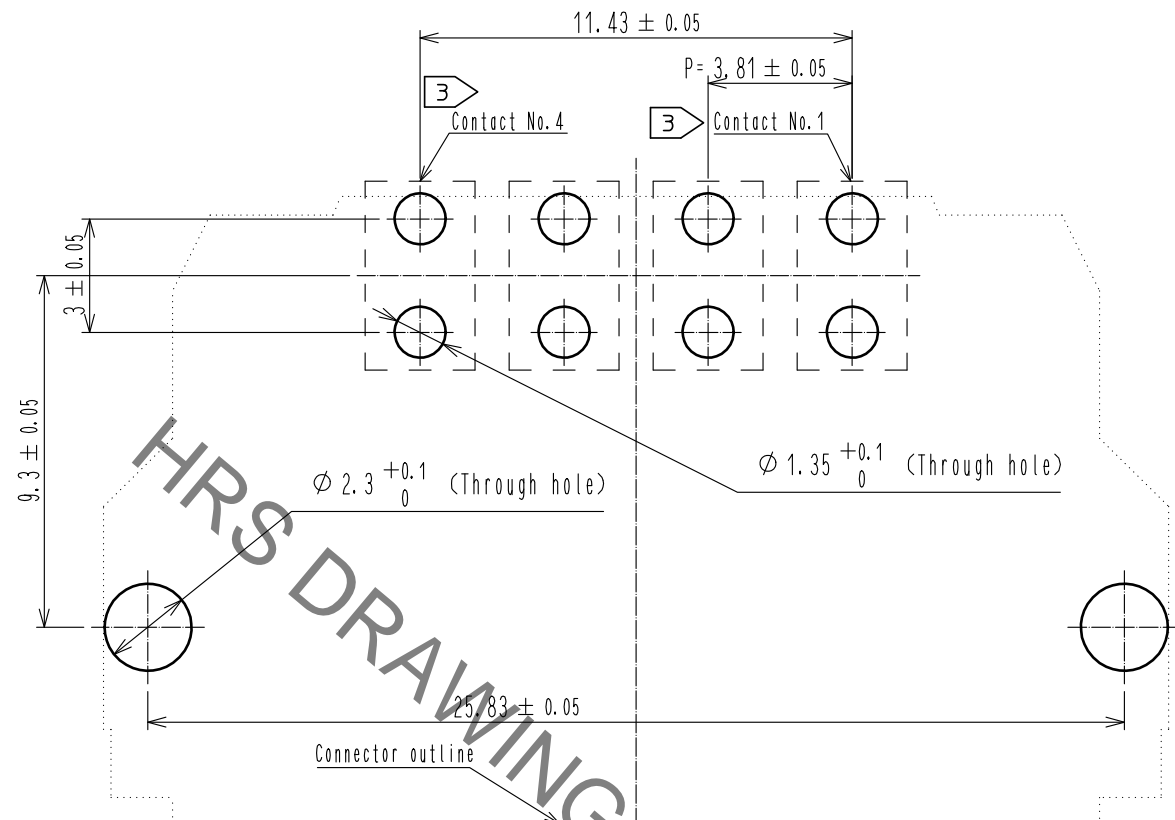 11.43 ± 0.05
P= 3.81 ± 0.05
3
Contact No.4
3
Contact No.1
3 ± 0.05
9.3 ± 0.05
Ø 2.3 +0.1 0 (Through hole)
Ø 1.35 +0.1 0 (Through hole)
HRS DRAWING
25.83 ± 0.05
Connector outline